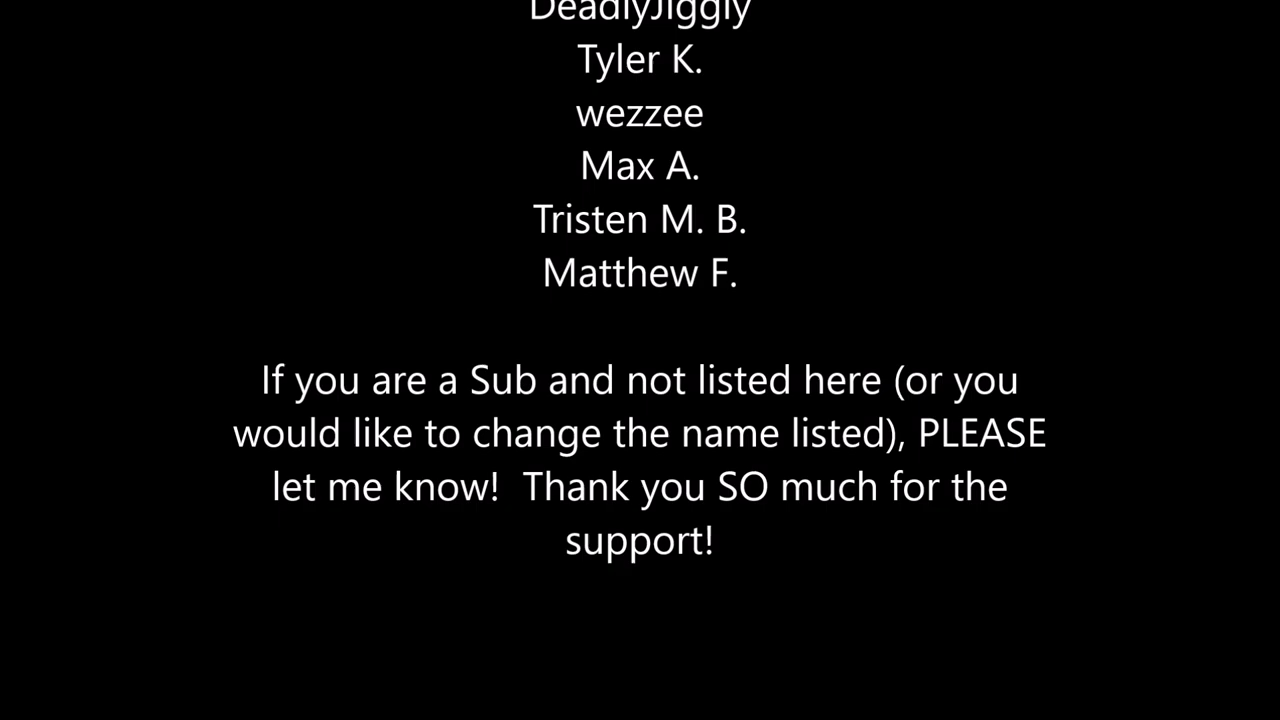 DeadlyJiggly
Tyler K.
wezzee
Max A.
Tristen M. B.
Matthew F.
If you are a Sub and not listed here (or you
would like to change the name listed), PLEASE
let me know!  Thank you SO much for the
support!